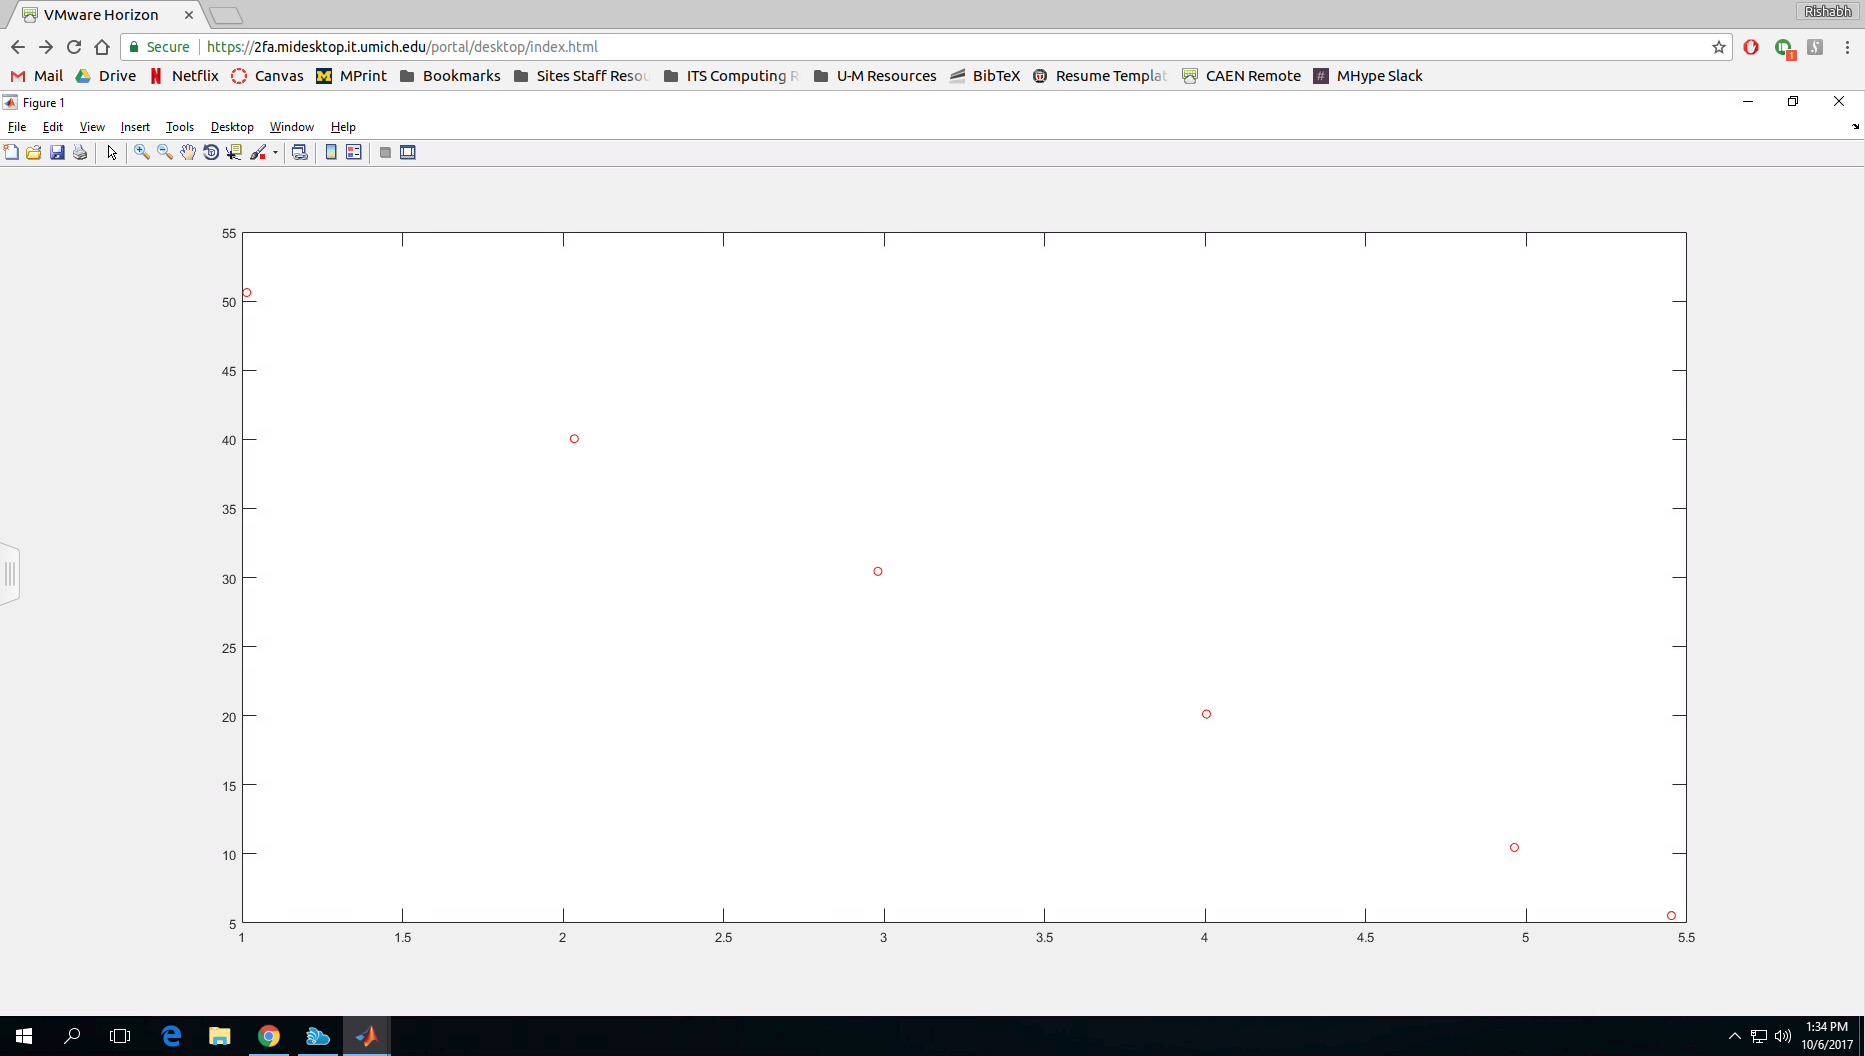 VMware Horizon
Rishabh
Secure https://2fa.midesktop.it.umich.edu/portal/desktop/index.html
1
Mail Drive Netflix Canvas MPrint Bookmarks Sites Staff Resou ITS Computing R U-M Resources BibTeX Resume Templat CAEN Remote MHype Slack
Figure 1
File Edit View Insert Tools Desktop Window Help
55
50
45
40
35
30
25
20
15
10
5
1 1.5 2 2.5 3 3.5 4 4.5 5 5.5
1:34 PM
10/6/2017